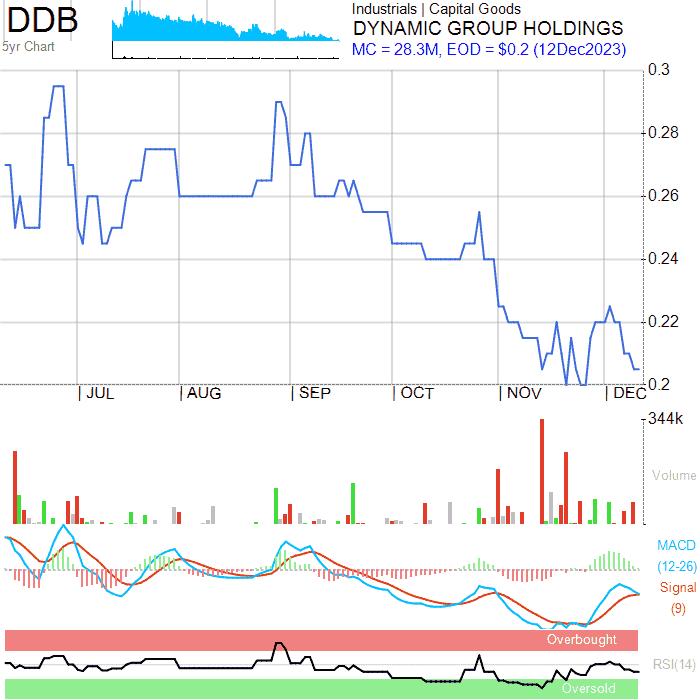 DDB
5yr Chart
Industrials | Capital Goods
DYNAMIC GROUP HOLDINGS
MC = 28.3M, EOD = $0.2 (12Dec2023)
0.3
0.28
0.26
0.24
0.22
0.2
JUL AUG SEP OCT NOV DEC
344k
Volume
MACD
(12-26)
Signal
(9)
Overbought
RSI(14)
Oversold